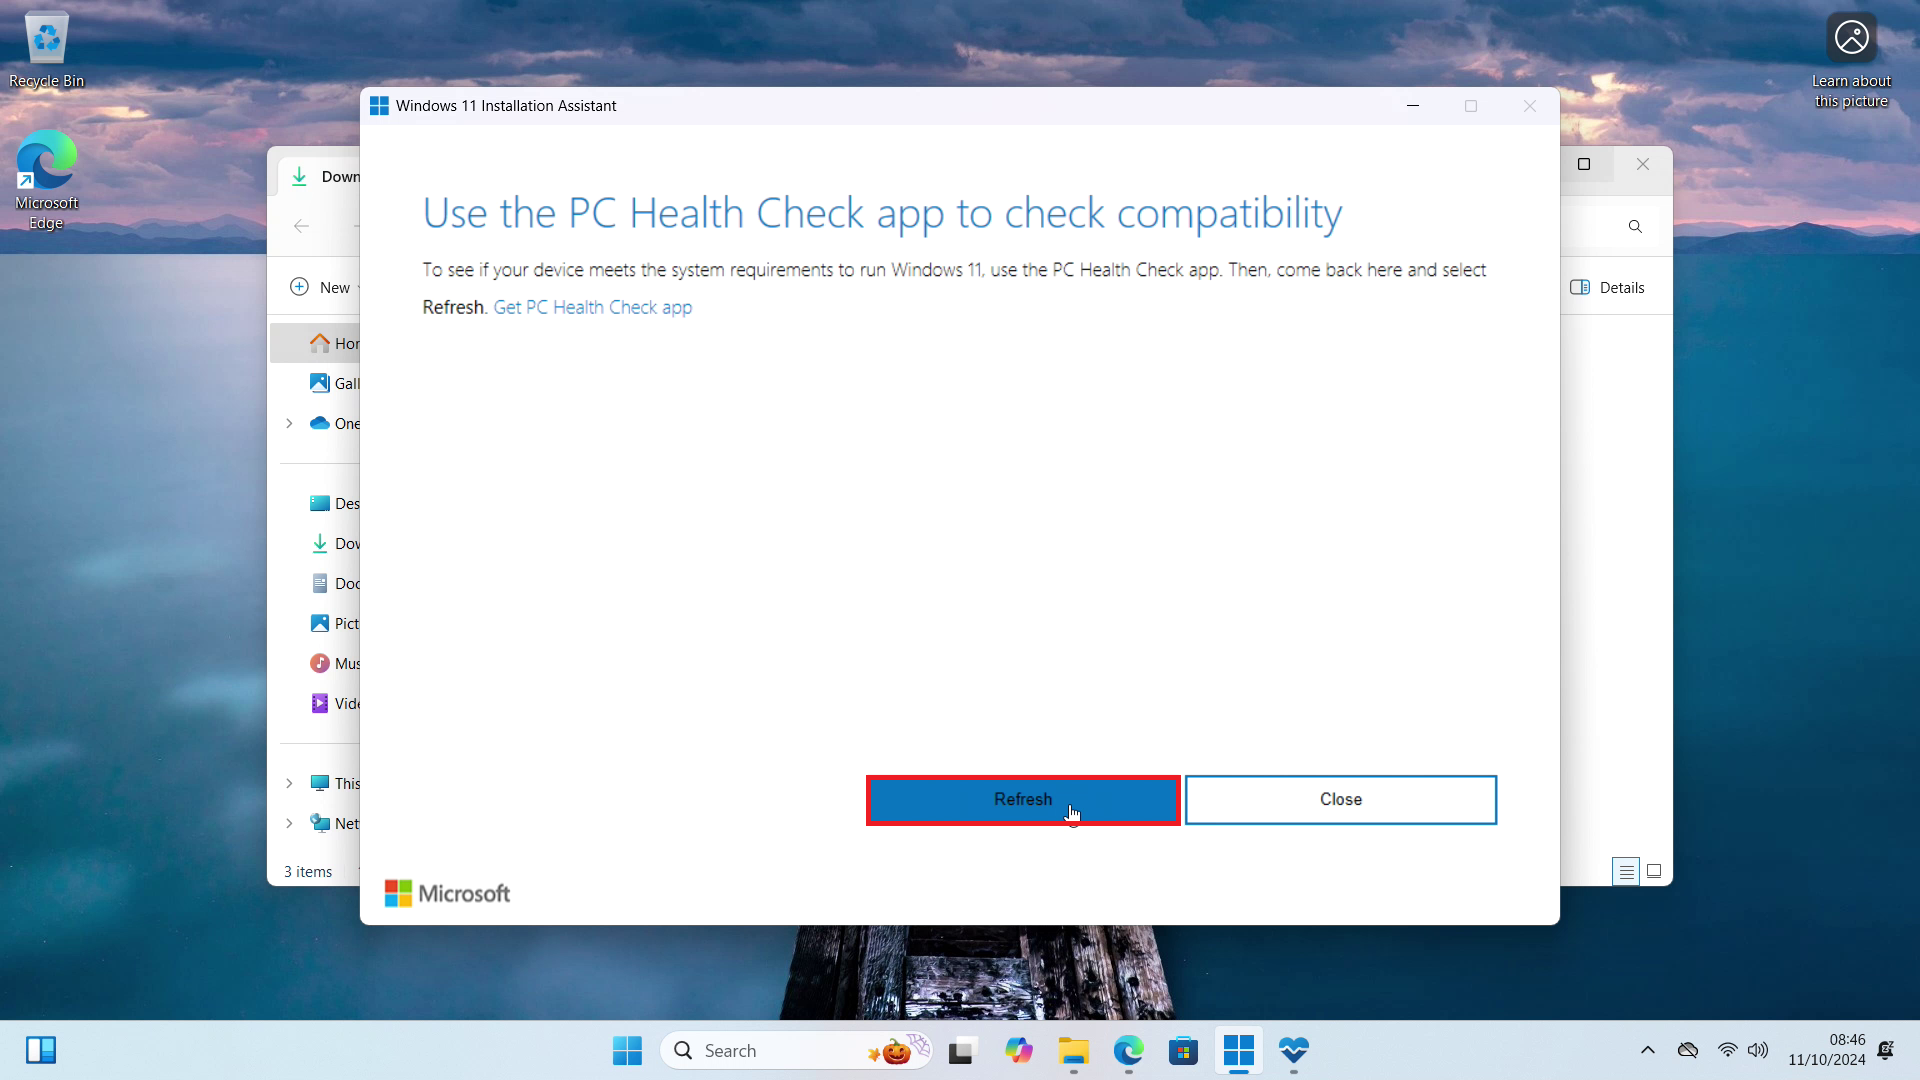 Recycle Bin
Microsoft
Edge
Learn about
this picture
Windows 11 Installation Assistant
Down
Use the PC Health Check app to check compatibility
To see if your device meets the system requirements to run Windows 11, use the PC Health Check app. Then, come back here and select
Refresh. Get PC Health Check app
New
Details
Hor
Gall
One
Des
Dow
Doc
Pict
Mus
Vide
This
Net
3 items
Refresh
Close
Microsoft
Search
08:46
11/10/2024